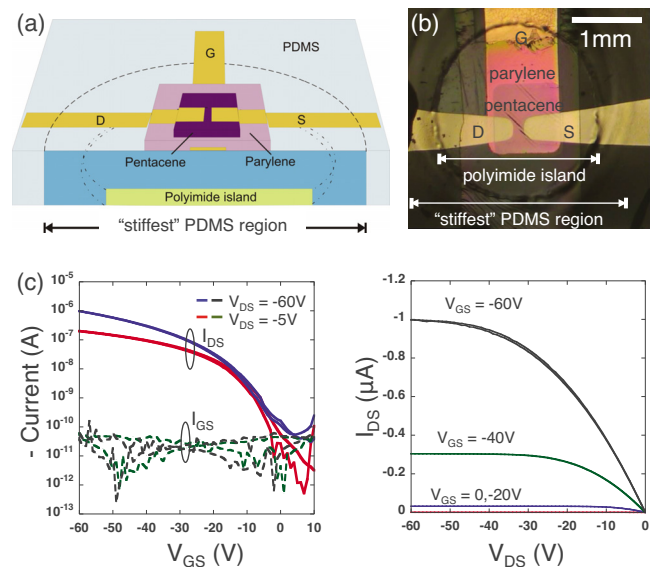 (a)
G
PDMS
D
S
Pentacene
Parylene
Polyimide island
"stiffest" PDMS region
(b)
1mm
G
parylene
pentacene
D
S
polyimide island
"stiffest" PDMS region
(c)
- Current (A)
10^-5
10^-6
10^-7
10^-8
10^-9
10^-10
10^-11
10^-12
10^-13
V_DS = -60V
V_DS = -5V
I_DS
I_GS
-60 -50 -40 -30 -20 -10 0 10
V_GS (V)
I_DS (µA)
-1.2
-1
-0.8
-0.6
-0.4
-0.2
0
V_GS = -60V
V_GS = -40V
V_GS = 0,-20V
-60 -50 -40 -30 -20 -10 0
V_DS (V)